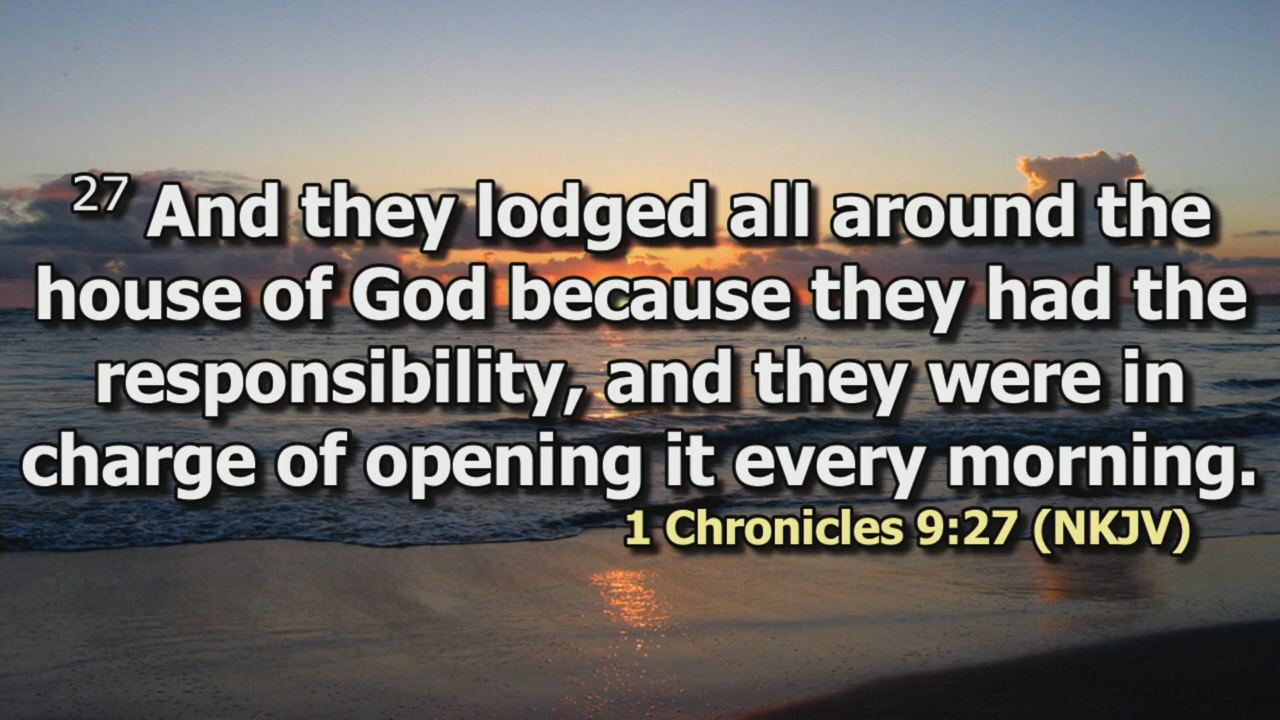 27 And they lodged all around the
house of God because they had the
responsibility, and they were in
charge of opening it every morning.
1 Chronicles 9:27 (NKJV)